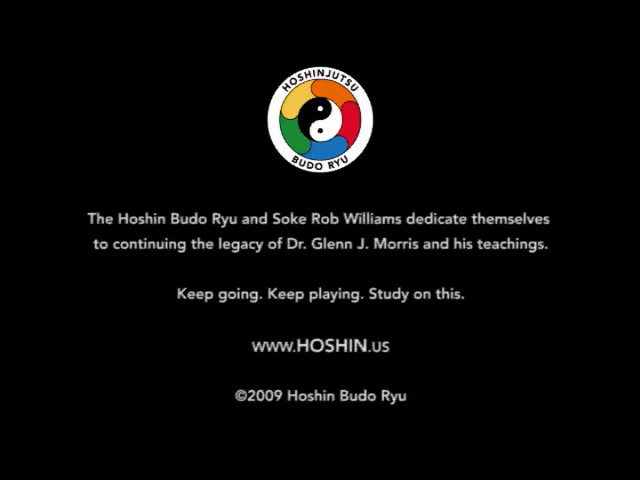 HOSHINJUTSU
BUDO RYU
The Hoshin Budo Ryu and Soke Rob Williams dedicate themselves
to continuing the legacy of Dr. Glenn J. Morris and his teachings.
Keep going. Keep playing. Study on this.
www.HOSHIN.us
©2009 Hoshin Budo Ryu